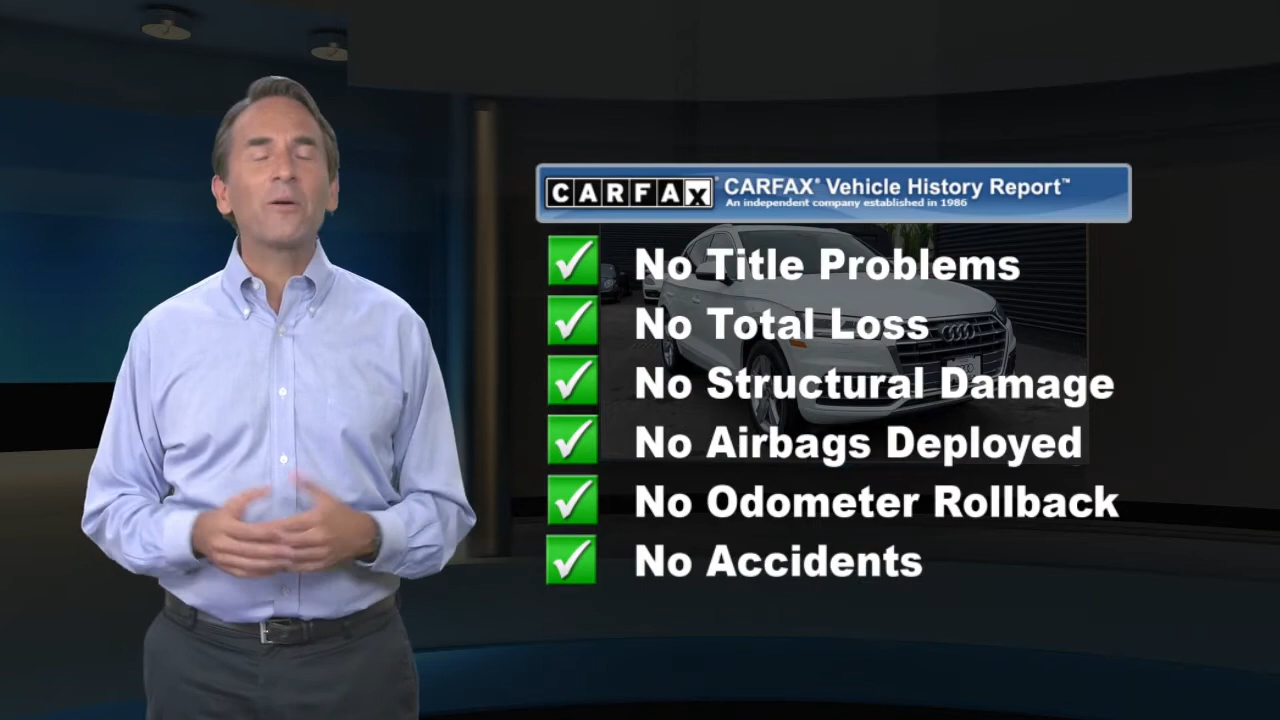 CARFAX® CARFAX® Vehicle History Report™
An independent company established in 1986
No Title Problems
No Total Loss
No Structural Damage
No Airbags Deployed
No Odometer Rollback
No Accidents